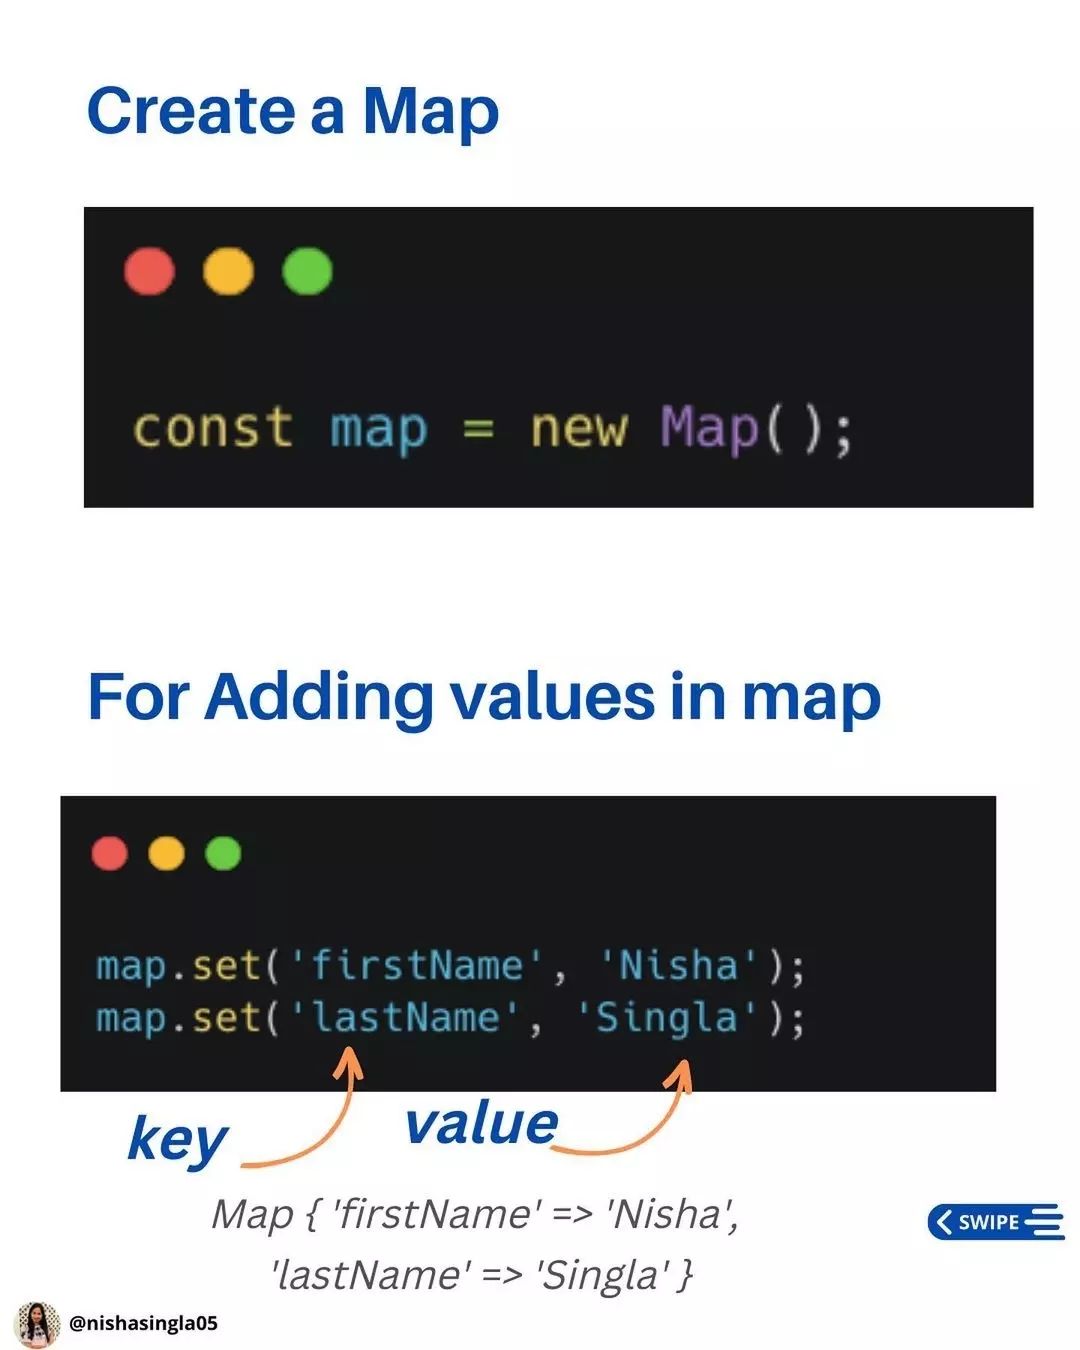 Create a Map
const map = new Map();
For Adding values in map
map.set('firstName', 'Nisha');
map.set('lastName', 'Singla');
key
value
Map { 'firstName' => 'Nisha',
'lastName' => 'Singla' }
SWIPE
@nishasingla05